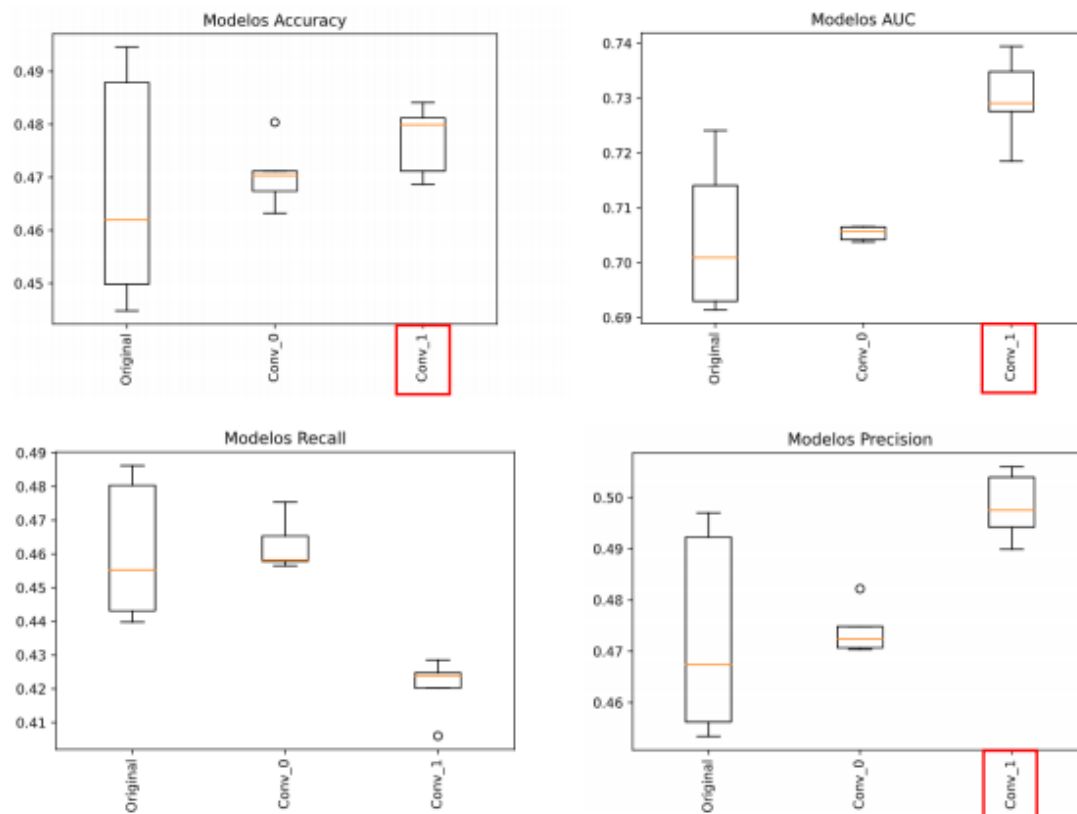 Modelos Accuracy
0.49
0.48
0.47
0.46
0.45
Original
Conv_0
Conv_1
Modelos AUC
0.74
0.73
0.72
0.71
0.70
0.69
Original
Conv_0
Conv_1
Modelos Recall
0.49
0.48
0.47
0.46
0.45
0.44
0.43
0.42
0.41
Original
Conv_0
Conv_1
Modelos Precision
0.50
0.49
0.48
0.47
0.46
Original
Conv_0
Conv_1